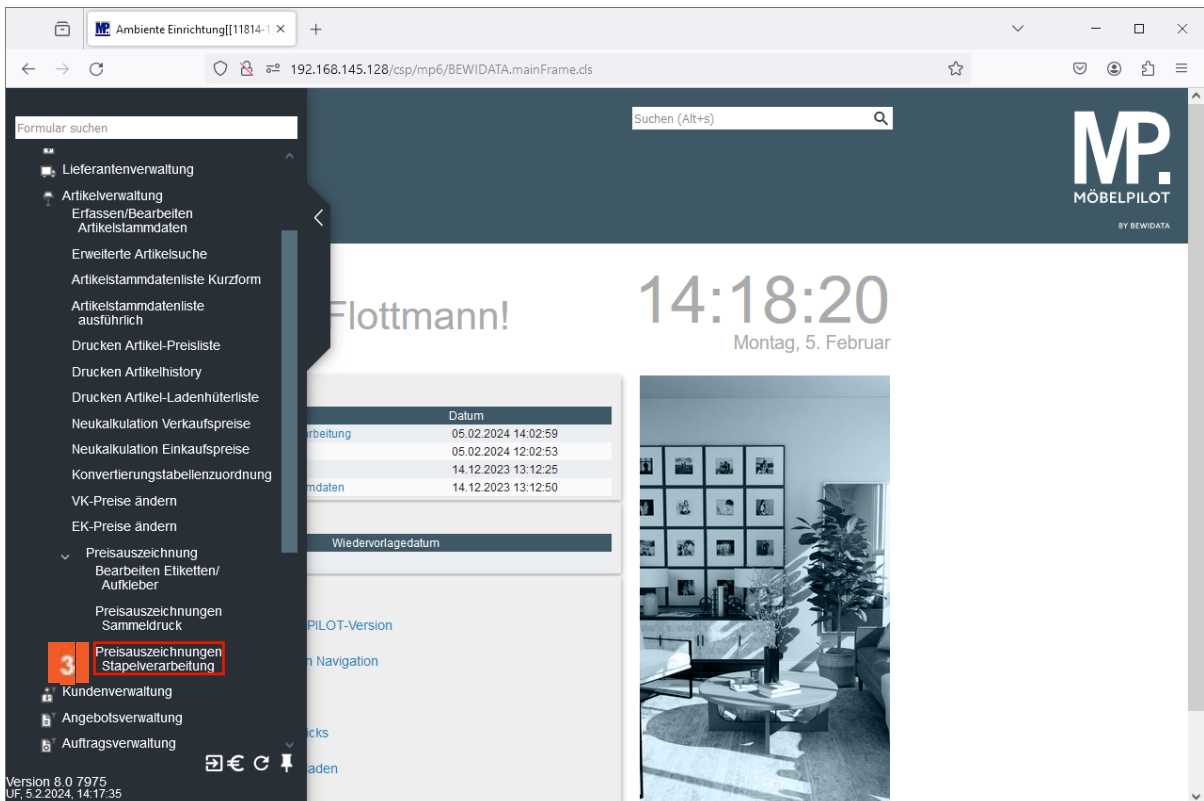 Ambiente Einrichtung[[11814-1
192.168.145.128/csp/mp6/BEWIDATA.mainFrame.cls
Formular suchen
Lieferantenverwaltung
Artikelverwaltung
Erfassen/Bearbeiten
Artikelstammdaten
Erweiterte Artikelsuche
Artikelstammdatenliste Kurzform
Artikelstammdatenliste
ausführlich
Drucken Artikel-Preisliste
Drucken Artikelhistory
Drucken Artikel-Ladenhüterliste
Neukalkulation Verkaufspreise
Neukalkulation Einkaufspreise
Konvertierungstabellenzuordnung
VK-Preise ändern
EK-Preise ändern
Preisauszeichnung
Bearbeiten Etiketten/
Aufkleber
Preisauszeichnungen
Sammeldruck
3
Preisauszeichnungen
Stapelverarbeitung
Kundenverwaltung
Angebotsverwaltung
Auftragsverwaltung
Version 8.0 7975
UF, 5.2.2024, 14:17:35
Suchen (Alt+s)
MP.
MÖBELPILOT
BY BEWIDATA
Flottmann!
14:18:20
Montag, 5. Februar
Datum
rbeitung 05.02.2024 14:02:59
05.02.2024 12:02:53
14.12.2023 13:12:25
mdaten 14.12.2023 13:12:50
Wiedervorlagedatum
PILOT-Version
n Navigation
icks
aden